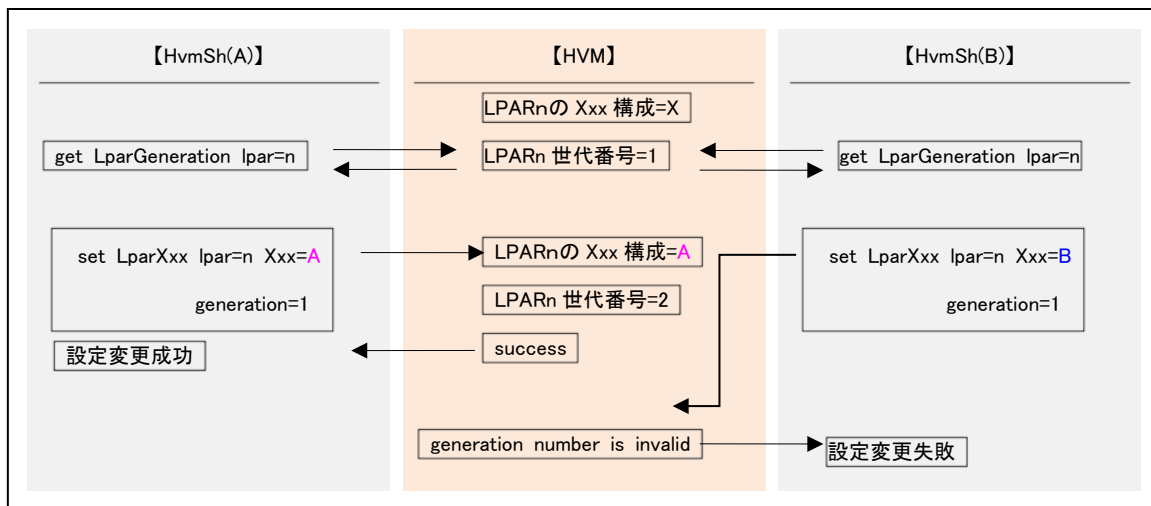 【HvmSh(A)】 【HVM】 【HvmSh(B)】
LPARnの Xxx 構成=X
get LparGeneration lpar=n LPARn 世代番号=1 get LparGeneration lpar=n
set LparXxx lpar=n Xxx=A LPARnの Xxx 構成=A set LparXxx lpar=n Xxx=B
generation=1 LPARn 世代番号=2 generation=1
設定変更成功 success
generation number is invalid 設定変更失敗